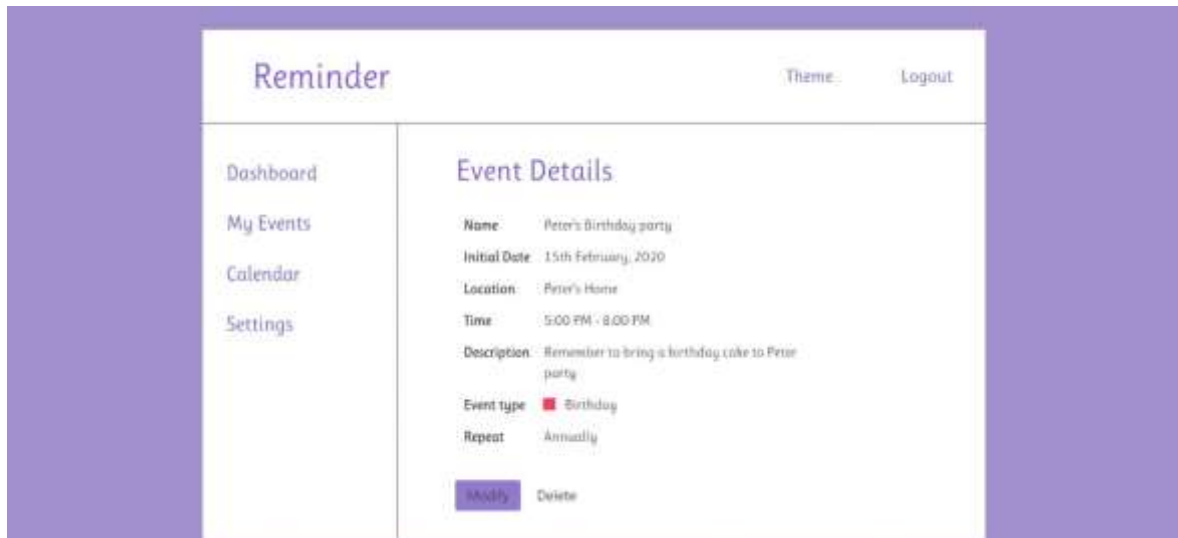 Reminder
Theme
Logout
Dashboard
My Events
Calendar
Settings
Event Details
Name Peter's Birthday party
Initial Date 15th February, 2020
Location Peter's Home
Time 5:00 PM - 8:00 PM
Description Remember to bring a birthday cake to Peter
party
Event type Birthday
Repeat Annually
Modify Delete